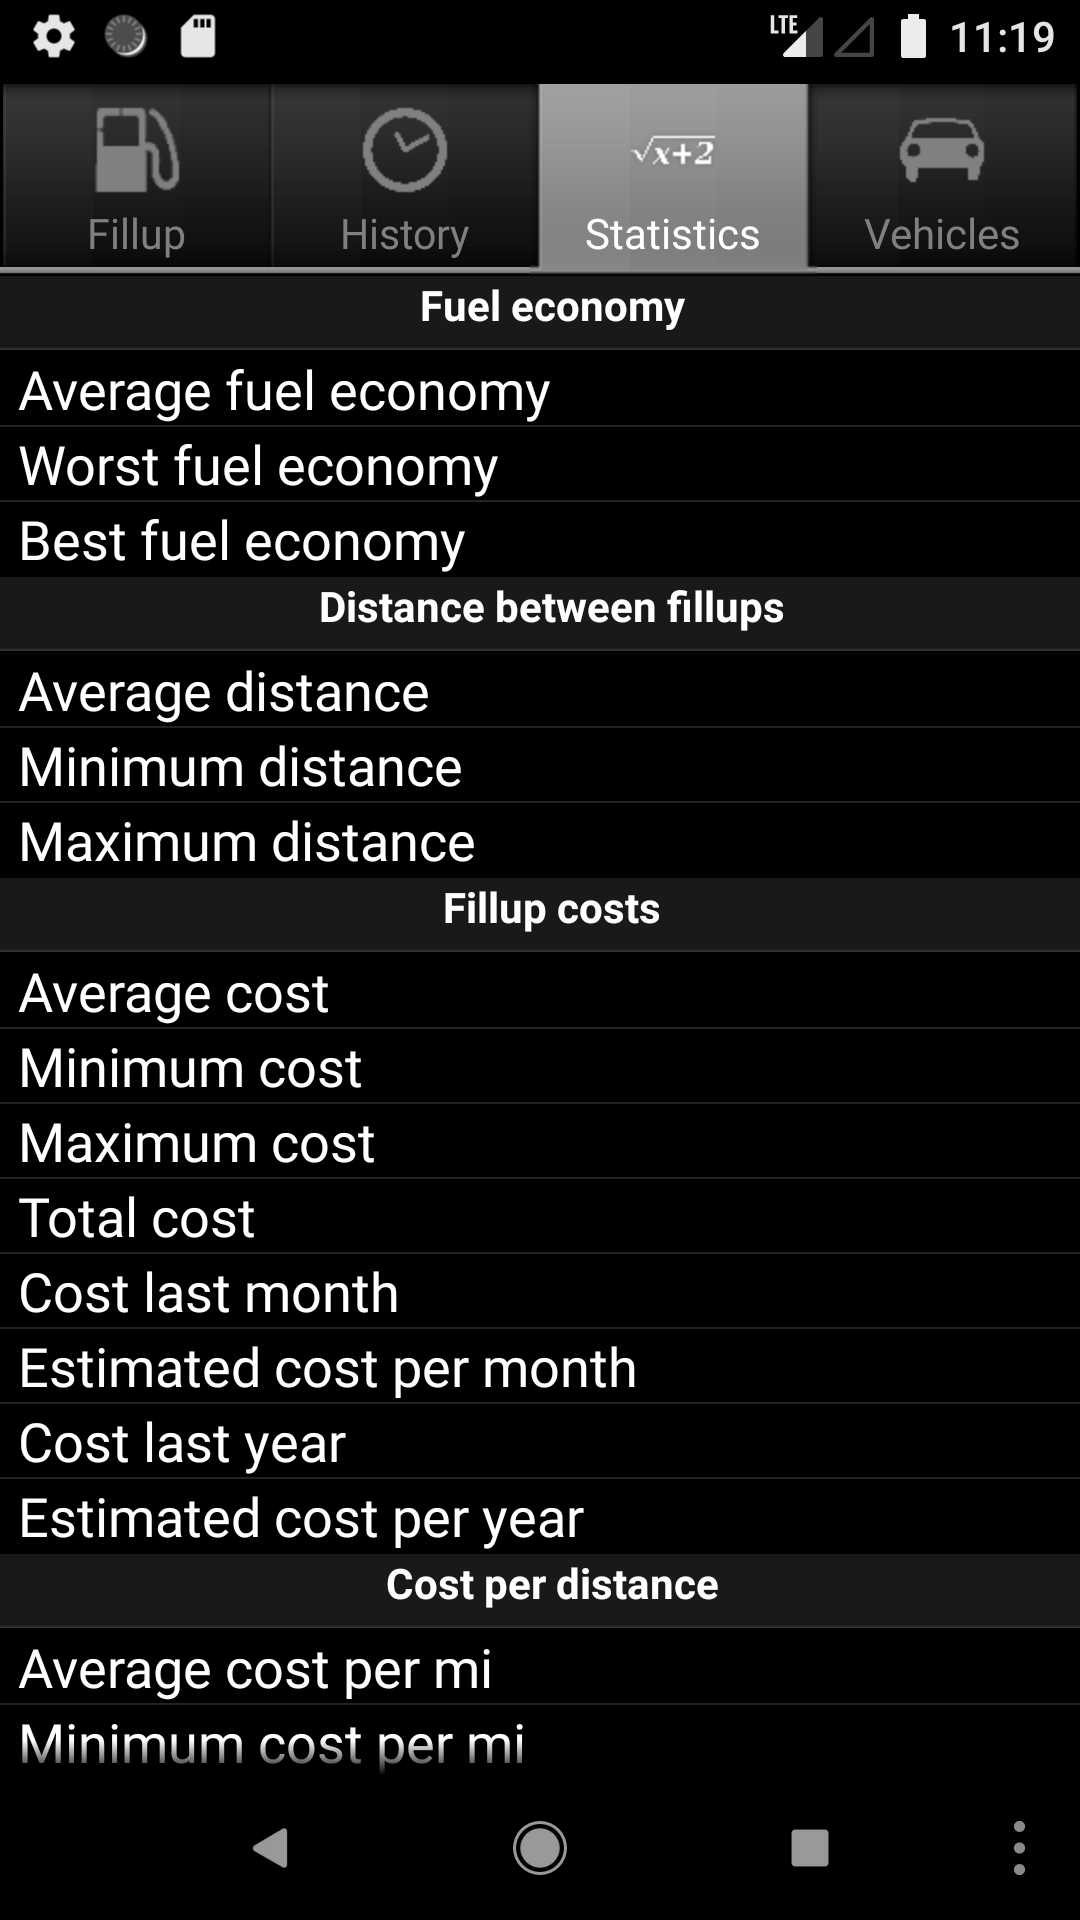 LTE 11:19
√x+2
Fillup History Statistics Vehicles
Fuel economy
Average fuel economy
Worst fuel economy
Best fuel economy
Distance between fillups
Average distance
Minimum distance
Maximum distance
Fillup costs
Average cost
Minimum cost
Maximum cost
Total cost
Cost last month
Estimated cost per month
Cost last year
Estimated cost per year
Cost per distance
Average cost per mi
Minimum cost per mi